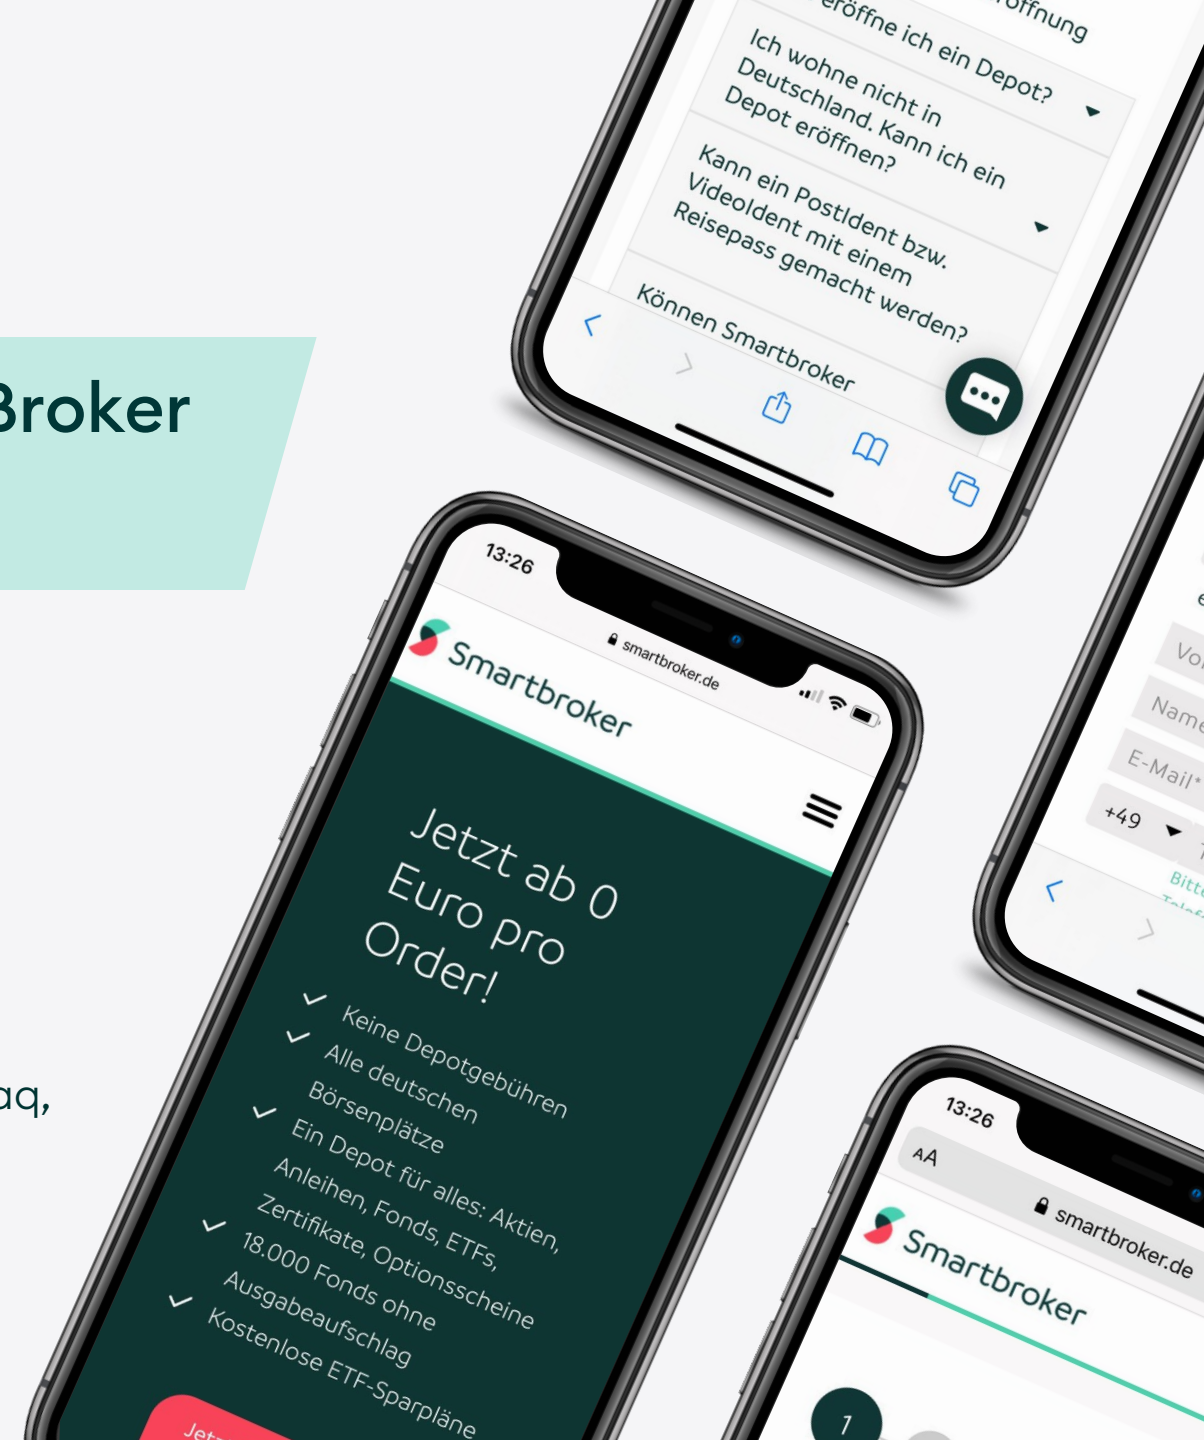 Broker
aq,
eröffne ich ein Depot?
Ich wohne nicht in
Deutschland. Kann ich ein
Depot eröffnen?
Kann ein PostIdent bzw.
VideoIdent mit einem
Reisepass gemacht werden?
Können Smartbroker
13:26
smartbroker.de
Smartbroker
Jetzt ab 0
Euro pro
Order!
Keine Depotgebühren
Alle deutschen
Börsenplätze
Ein Depot für alles: Aktien,
Anleihen, Fonds, ETFs,
Zertifikate, Optionsscheine
18.000 Fonds ohne
Ausgabeaufschlag
Kostenlose ETF-Sparpläne
Name
E-Mail*
+49
13:26
AA
smartbroker.de
Smartbroker
1